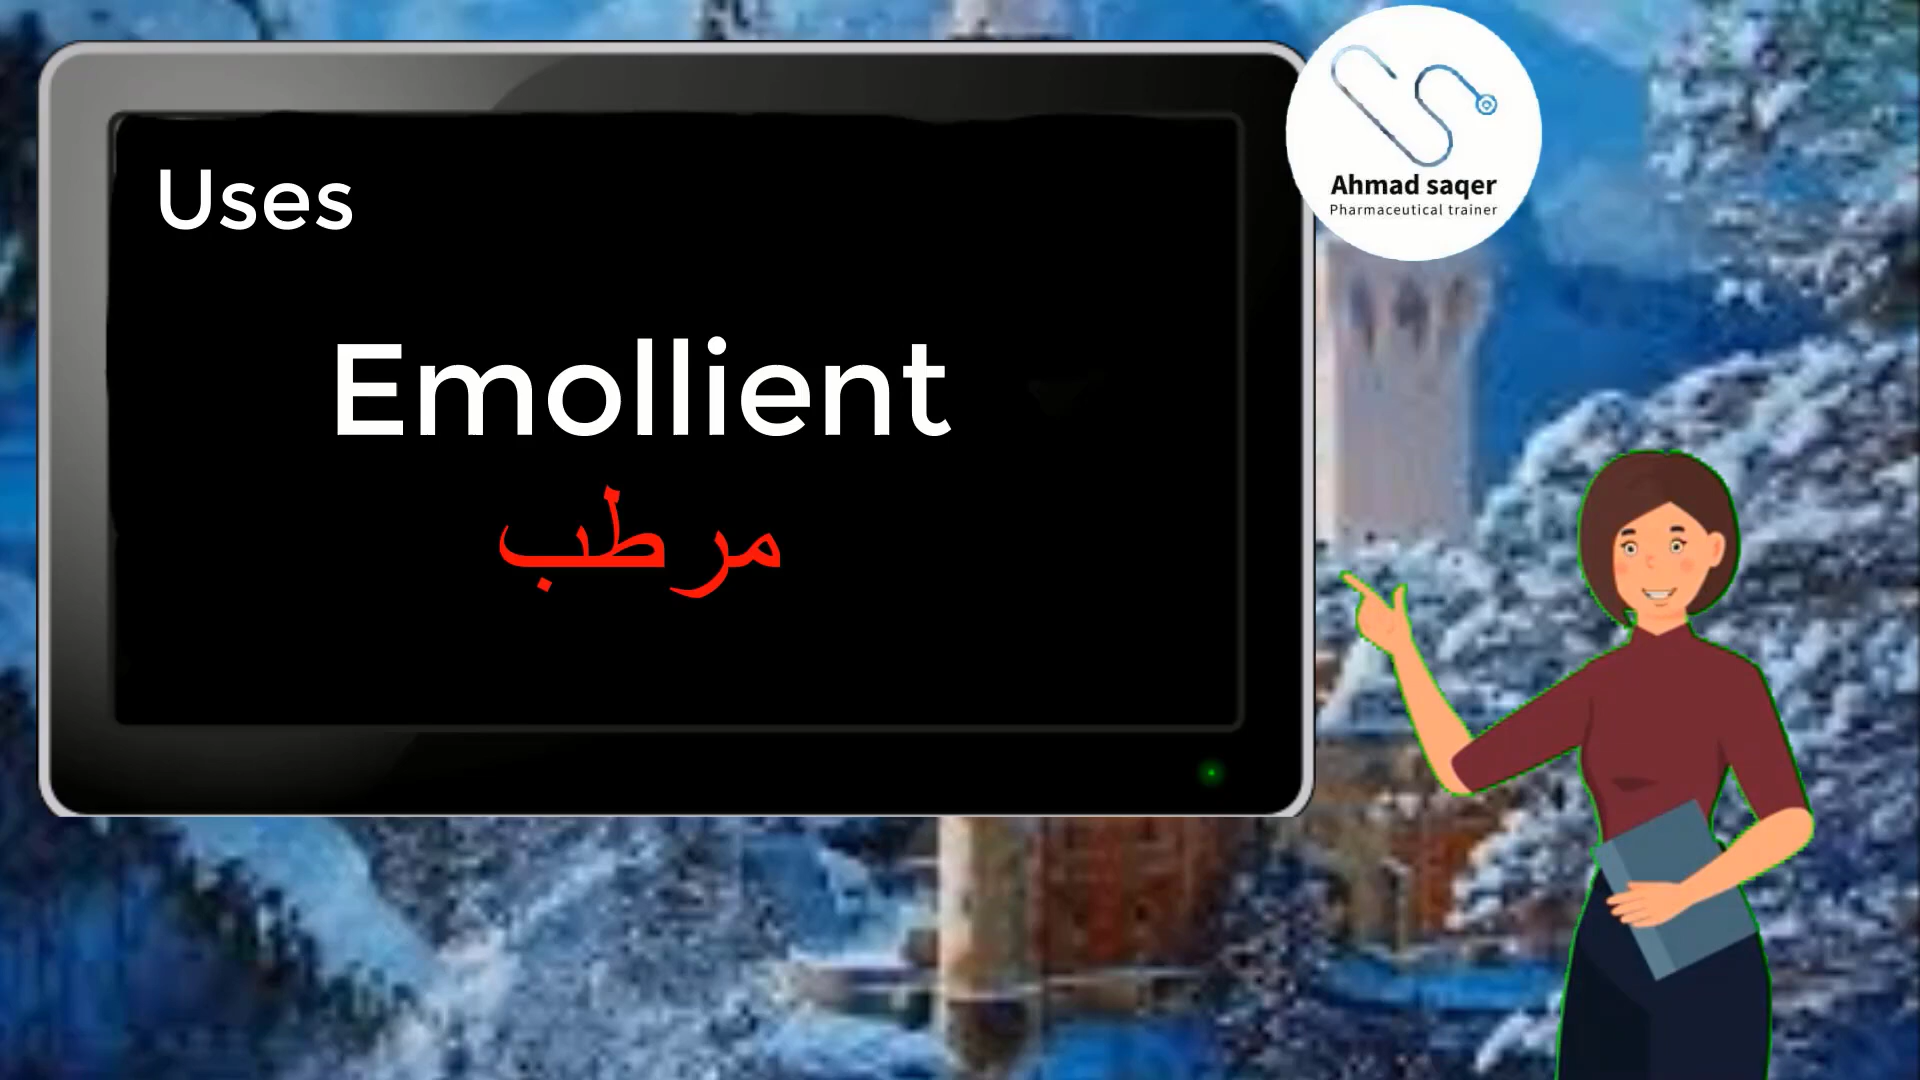 Uses
Emollient
مرطب
Ahmad saqer
Pharmaceutical trainer